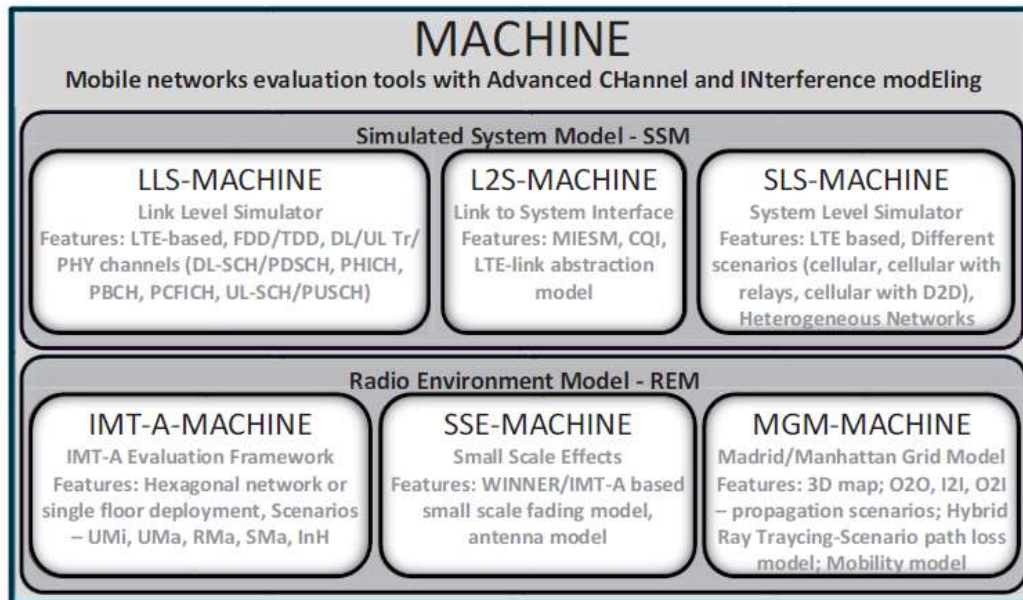 MACHINE
Mobile networks evaluation tools with Advanced CHannel and INterference modEling
Simulated System Model - SSM
LLS-MACHINE
Link Level Simulator
Features: LTE-based, FDD/TDD, DL/UL Tr/
PHY channels (DL-SCH/PDSCH, PHICH,
PBCH, PCFICH, UL-SCH/PUSCH)
L2S-MACHINE
Link to System Interface
Features: MIESM, CQI,
LTE-link abstraction
model
SLS-MACHINE
System Level Simulator
Features: LTE based, Different
scenarios (cellular, cellular with
relays, cellular with D2D),
Heterogeneous Networks
Radio Environment Model - REM
IMT-A-MACHINE
IMT-A Evaluation Framework
Features: Hexagonal network or
single floor deployment, Scenarios
– UMi, UMa, RMa, SMa, InH
SSE-MACHINE
Small Scale Effects
Features: WINNER/IMT-A based
small scale fading model,
antenna model
MGM-MACHINE
Madrid/Manhattan Grid Model
Features: 3D map; O2O, I2I, O2I
– propagation scenarios; Hybrid
Ray Traycing-Scenario path loss
model; Mobility model